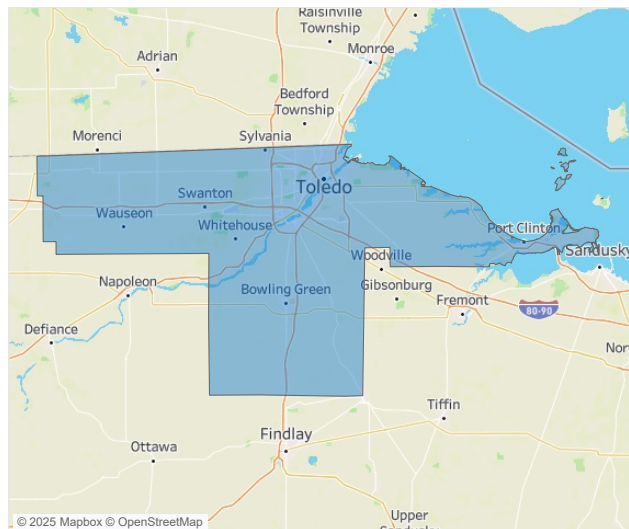 Raisinville
Township
Monroe
Adrian
Bedford
Township
Morenci
Sylvania
Toledo
Swanton
Wauseon
Whitehouse
Port Clinton
Sandusky
Woodville
Napoleon
Bowling Green
Gibsonburg
Fremont
80-90
Defiance
Nor
Tiffin
Findlay
Ottawa
Upper
© 2025 Mapbox © OpenStreetMap